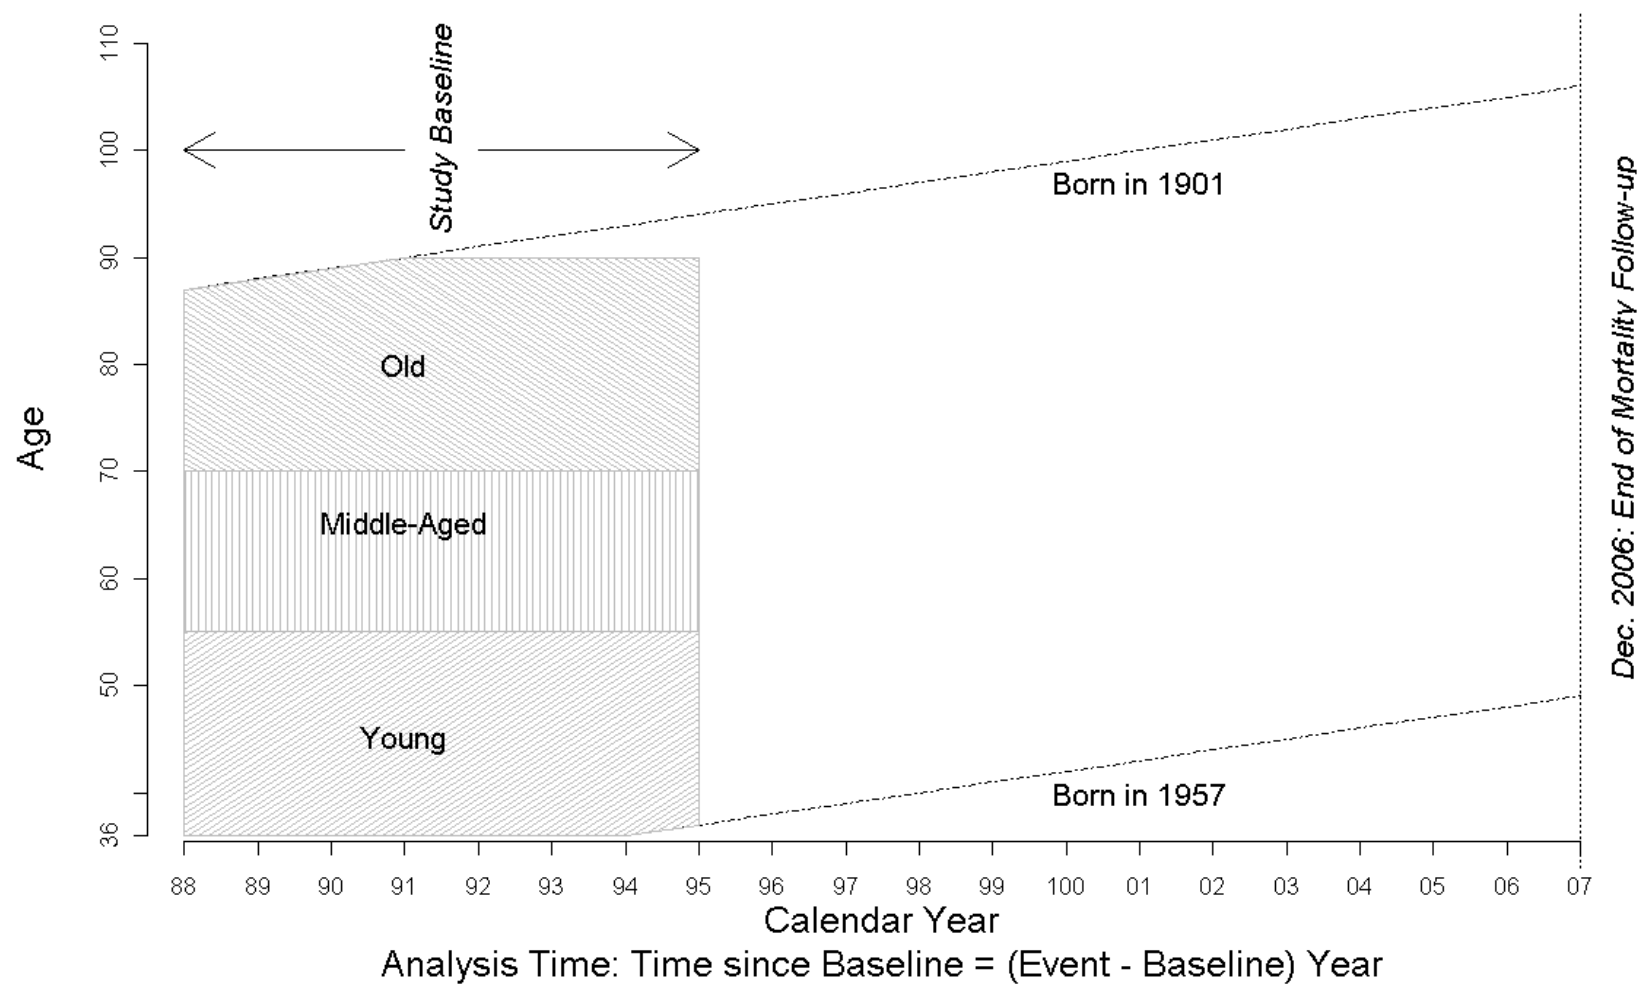 110
100
90
80
70
60
50
36
Age
Study Baseline
Born in 1901
Old
Middle-Aged
Young
Born in 1957
Dec. 2006: End of Mortality Follow-up
88 89 90 91 92 93 94 95 96 97 98 99 100 01 02 03 04 05 06 07
Calendar Year
Analysis Time: Time since Baseline = (Event - Baseline) Year